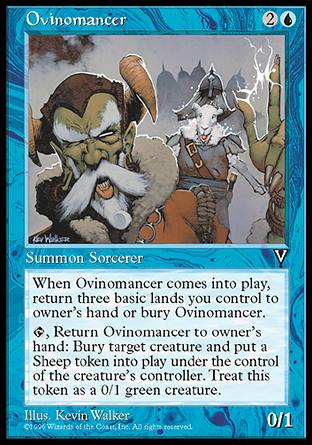 Ovinomancer 2
KEV WALKER
Summon Sorcerer V
When Ovinomancer comes into play,
return three basic lands you control to
owner's hand or bury Ovinomancer.
, Return Ovinomancer to owner's
hand: Bury target creature and put a
Sheep token into play under the control
of the creature's controller. Treat this
token as a 0/1 green creature.
Illus. Kevin Walker
©1996 Wizards of the Coast, Inc. All rights reserved. 0/1